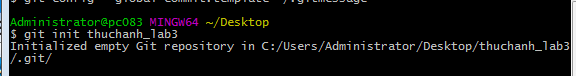 Administrator@pc083 MINGW64 ~/Desktop
$ git init thuchanh_lab3
Initialized empty Git repository in C:/Users/Administrator/Desktop/thuchanh_lab3
/.git/